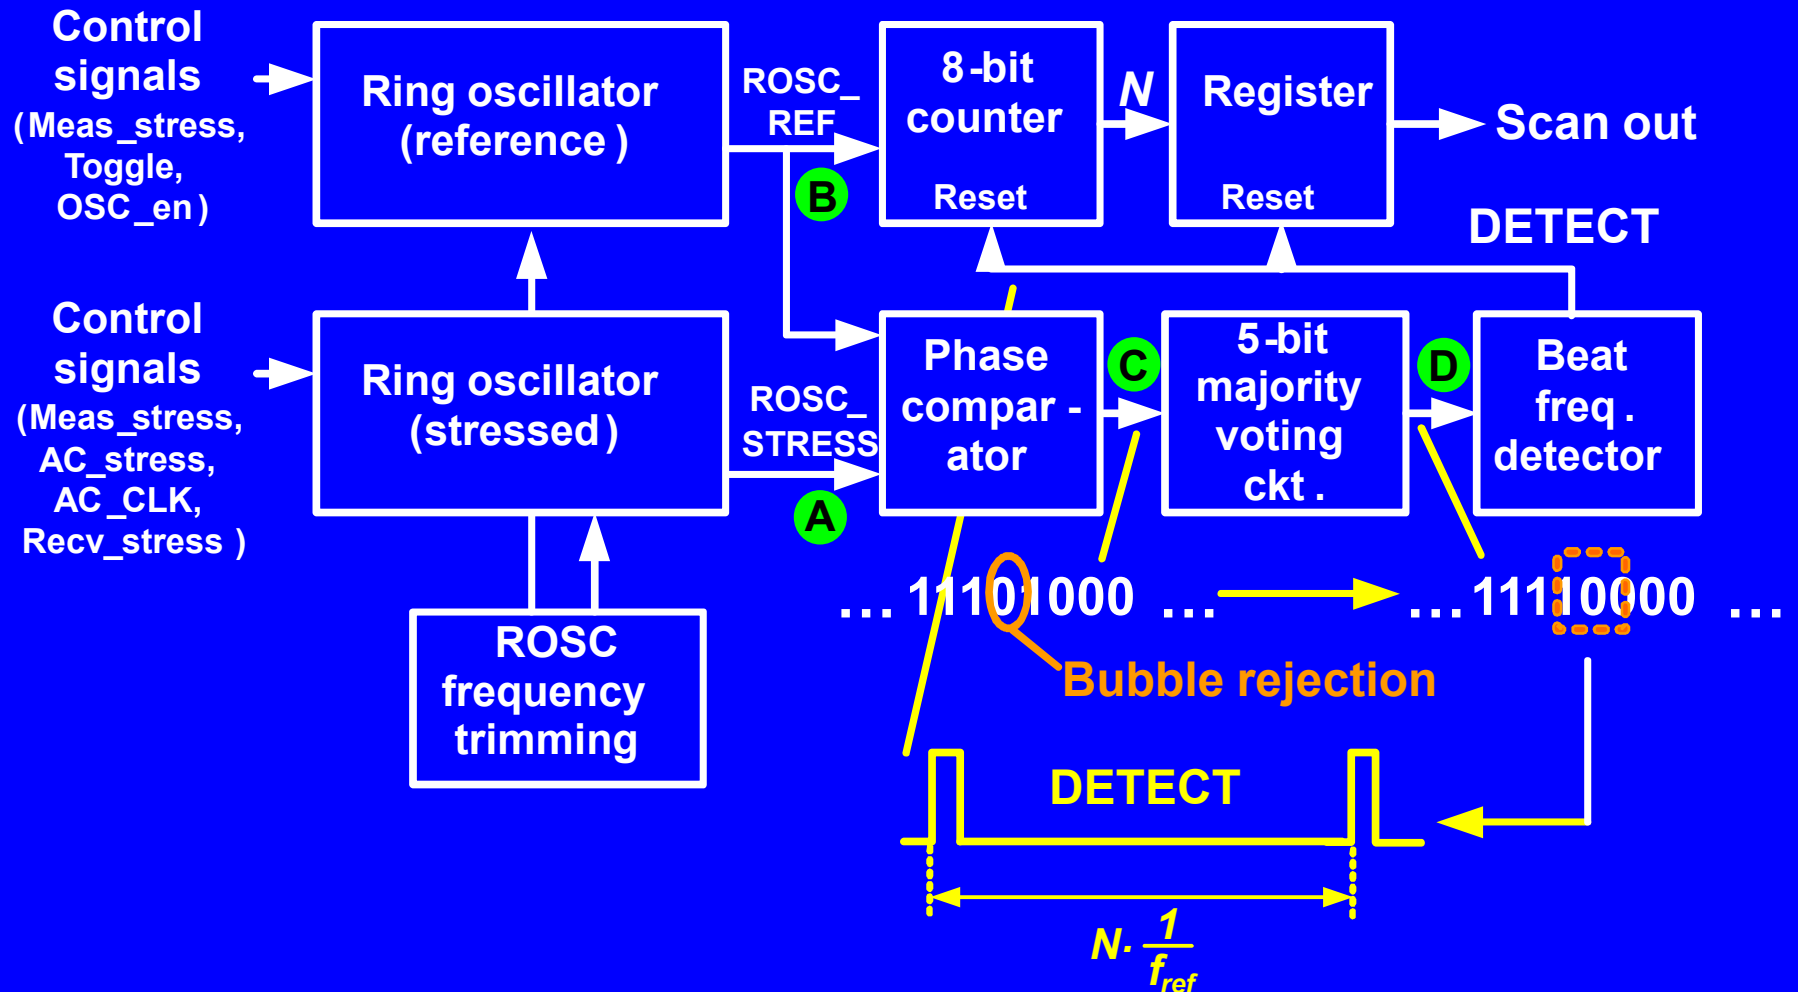 Control
signals
(Meas_stress,
Toggle,
OSC_en)
Ring oscillator
(reference)
ROSC_
REF
B
8-bit
counter
Reset
N
Register
Reset
Scan out
DETECT
Control
signals
(Meas_stress,
AC_stress,
AC_CLK,
Recv_stress )
Ring oscillator
(stressed)
ROSC_
STRESS
A
Phase
compar-
ator
C
5-bit
majority
voting
ckt.
D
Beat
freq.
detector
ROSC
frequency
trimming
... 11101000 ...
... 11110000 ...
Bubble rejection
DETECT
N· 1/fref